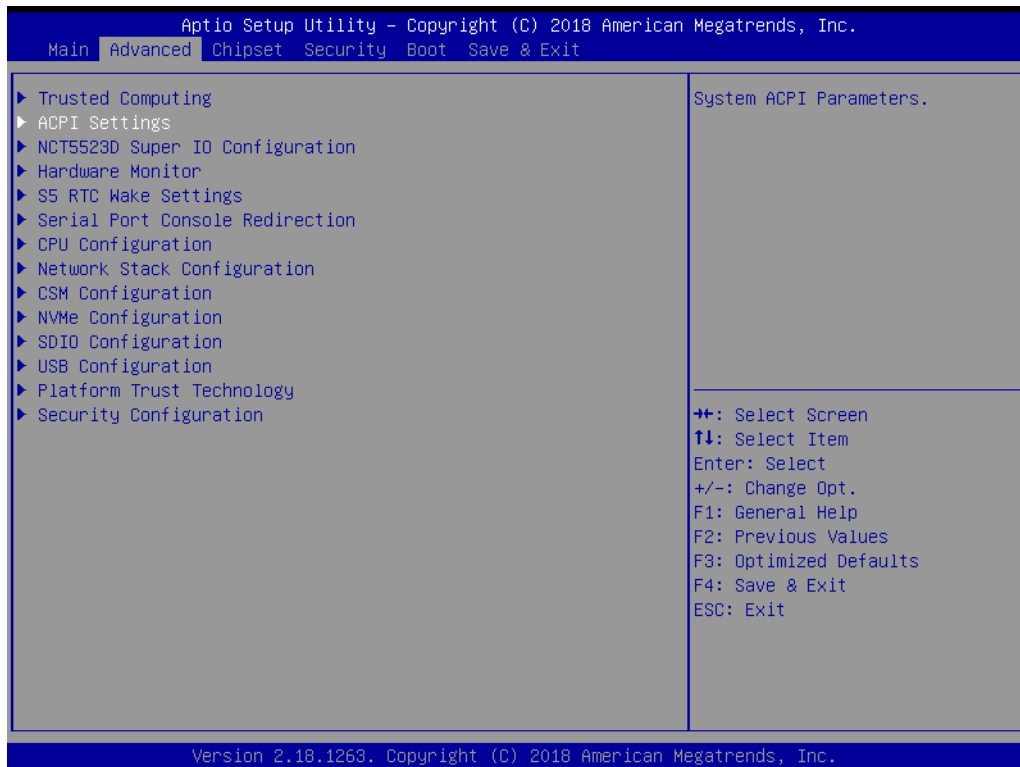 Aptio Setup Utility – Copyright (C) 2018 American Megatrends, Inc.
Main Advanced Chipset Security Boot Save & Exit
▶ Trusted Computing
▶ ACPI Settings
▶ NCT5523D Super IO Configuration
▶ Hardware Monitor
▶ S5 RTC Wake Settings
▶ Serial Port Console Redirection
▶ CPU Configuration
▶ Network Stack Configuration
▶ CSM Configuration
▶ NVMe Configuration
▶ SDIO Configuration
▶ USB Configuration
▶ Platform Trust Technology
▶ Security Configuration
System ACPI Parameters.
→←: Select Screen
↑↓: Select Item
Enter: Select
+/-: Change Opt.
F1: General Help
F2: Previous Values
F3: Optimized Defaults
F4: Save & Exit
ESC: Exit
Version 2.18.1263. Copyright (C) 2018 American Megatrends, Inc.